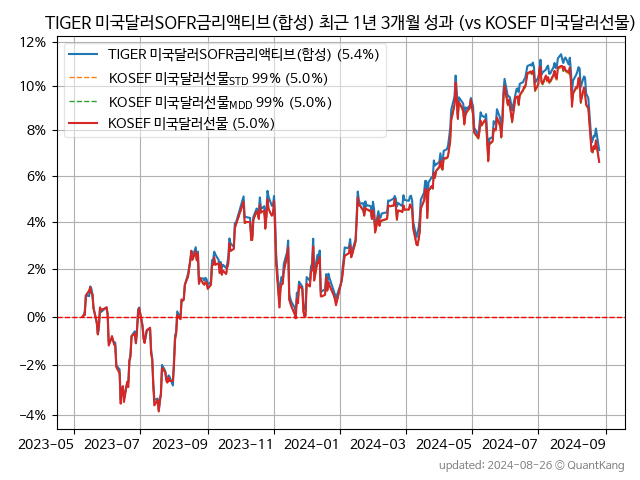 TIGER 미국달러SOFR금리액티브(합성) 최근 1년 3개월 성과 (vs KOSEF 미국달러선물)
12%
10%
8%
6%
4%
2%
0%
−2%
−4%
TIGER 미국달러SOFR금리액티브(합성) (5.4%)
KOSEF 미국달러선물STD 99% (5.0%)
KOSEF 미국달러선물MDD 99% (5.0%)
KOSEF 미국달러선물 (5.0%)
2023-05 2023-07 2023-09 2023-11 2024-01 2024-03 2024-05 2024-07 2024-09
updated: 2024-08-26 © QuantKang